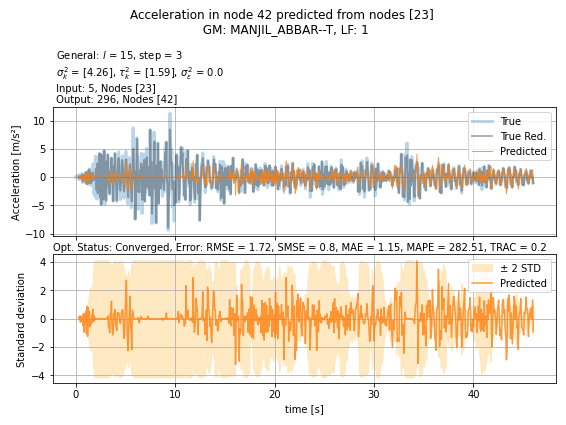 Acceleration in node 42 predicted from nodes [23]
GM: MANJIL_ABBAR--T, LF: 1
General: l = 15, step = 3
σ²ₖ = [4.26], τ²ₖ = [1.59], σ²ε = 0.0
Input: 5, Nodes [23]
Output: 296, Nodes [42]
Acceleration [m/s²]
10
5
0
−5
−10
True
True Red.
Predicted
Opt. Status: Converged, Error: RMSE = 1.72, SMSE = 0.8, MAE = 1.15, MAPE = 282.51, TRAC = 0.2
Standard deviation
4
2
0
−2
−4
± 2 STD
Predicted
0 10 20 30 40
time [s]